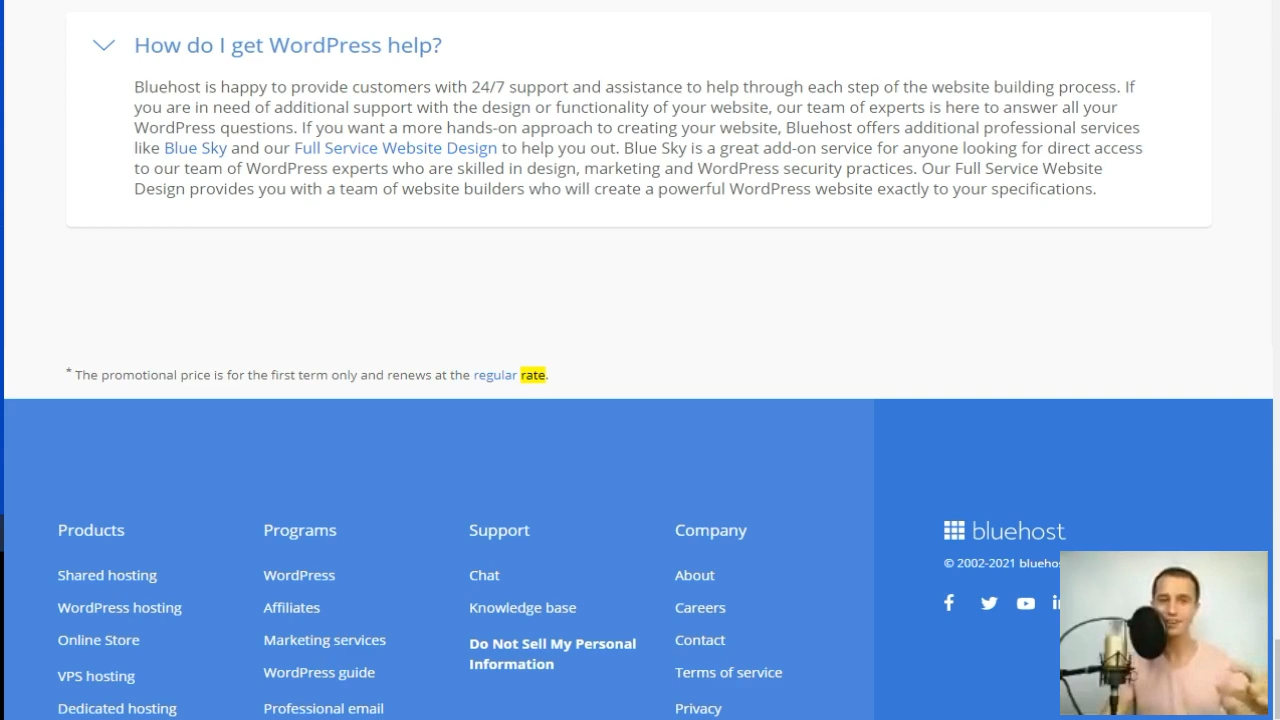 How do I get WordPress help?
Bluehost is happy to provide customers with 24/7 support and assistance to help through each step of the website building process. If
you are in need of additional support with the design or functionality of your website, our team of experts is here to answer all your
WordPress questions. If you want a more hands-on approach to creating your website, Bluehost offers additional professional services
like Blue Sky and our Full Service Website Design to help you out. Blue Sky is a great add-on service for anyone looking for direct access
to our team of WordPress experts who are skilled in design, marketing and WordPress security practices. Our Full Service Website
Design provides you with a team of website builders who will create a powerful WordPress website exactly to your specifications.
* The promotional price is for the first term only and renews at the regular rate.
Products
Shared hosting
WordPress hosting
Online Store
VPS hosting
Dedicated hosting
Programs
WordPress
Affiliates
Marketing services
WordPress guide
Professional email
Support
Chat
Knowledge base
Do Not Sell My Personal
Information
Company
About
Careers
Contact
Terms of service
Privacy
bluehost
© 2002-2021